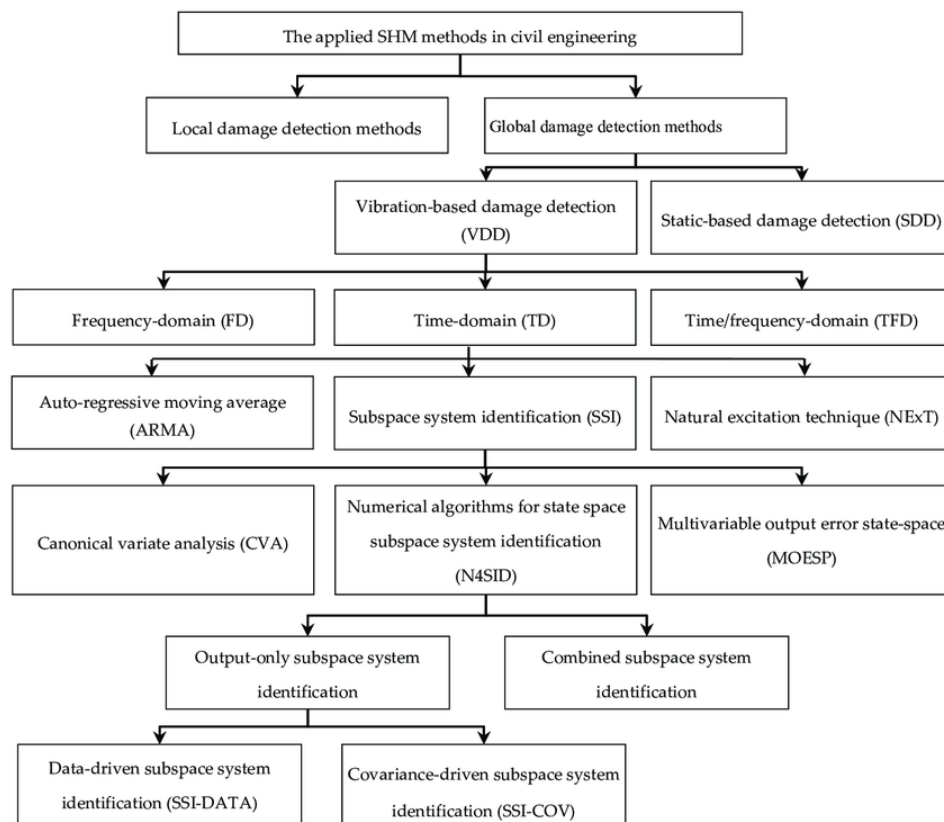 The applied SHM methods in civil engineering
Local damage detection methods
Global damage detection methods
Vibration-based damage detection
(VDD)
Static-based damage detection (SDD)
Frequency-domain (FD)
Time-domain (TD)
Time/frequency-domain (TFD)
Auto-regressive moving average
(ARMA)
Subspace system identification (SSI)
Natural excitation technique (NExT)
Canonical variate analysis (CVA)
Numerical algorithms for state space
subspace system identification
(N4SID)
Multivariable output error state-space
(MOESP)
Output-only subspace system
identification
Combined subspace system
identification
Data-driven subspace system
identification (SSI-DATA)
Covariance-driven subspace system
identification (SSI-COV)